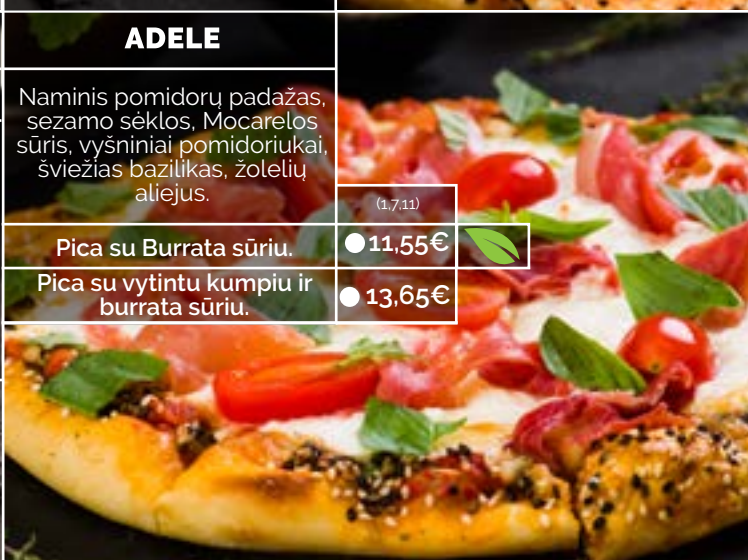 ADELE
Naminis pomidorų padažas,
sezamo sėklos, Mocarelos
sūris, vyšniniai pomidoriukai,
šviežias bazilikas, žolelių
aliejus.
(1,7,11)
Pica su Burrata sūriu.
11,55€
Pica su vytintu kumpiu ir
burrata sūriu.
13,65€